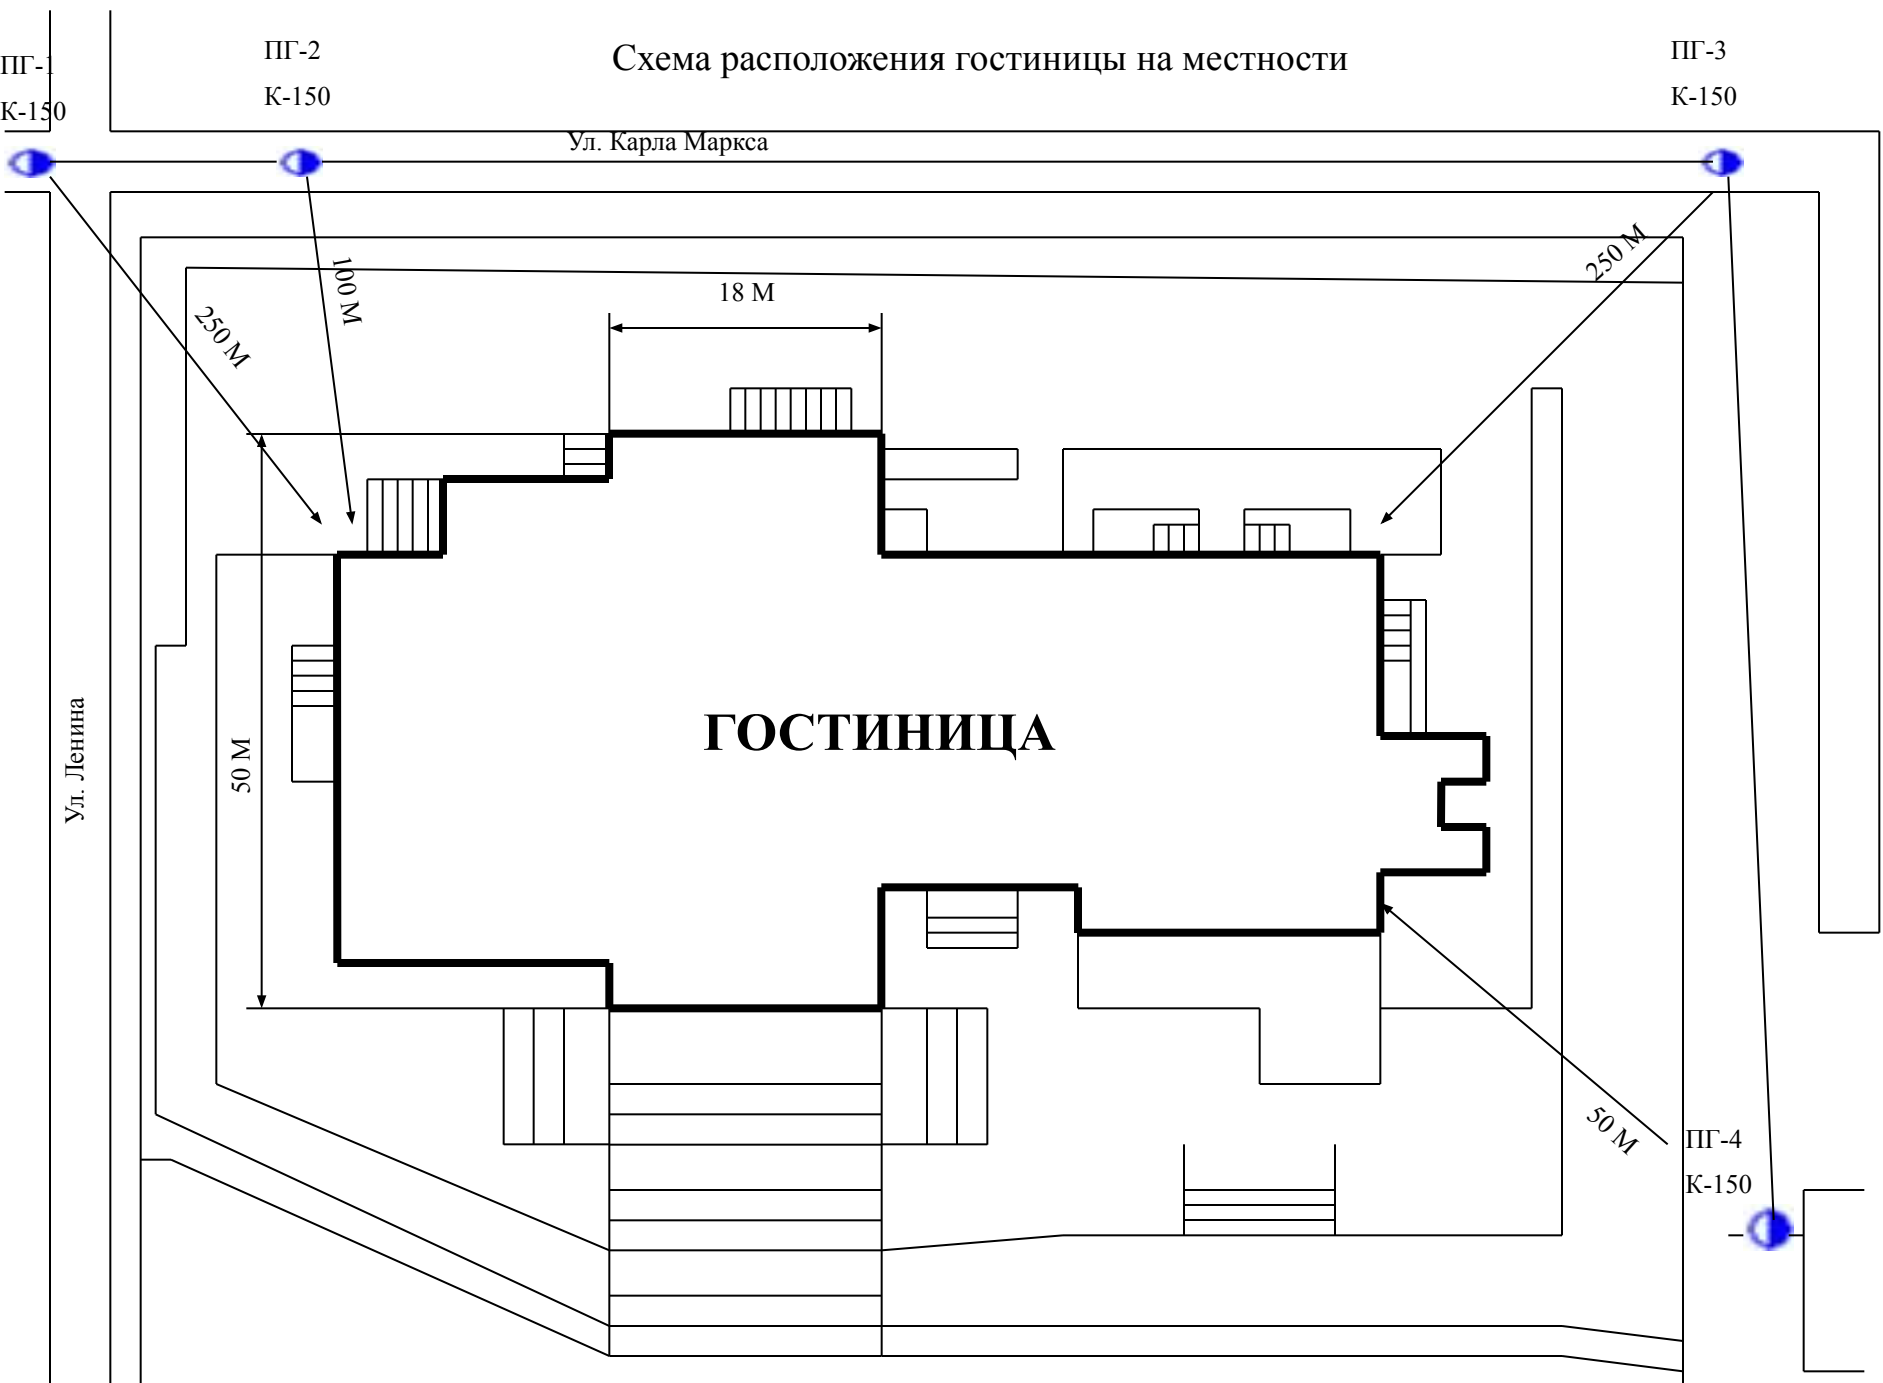 ПГ-1
К-150
ПГ-2
К-150
Схема расположения гостиницы на местности
ПГ-3
К-150
Ул. Карла Маркса
250 М
100 М
18 М
250 М
50 М
Ул. Ленина
ГОСТИНИЦА
50 М
ПГ-4
К-150